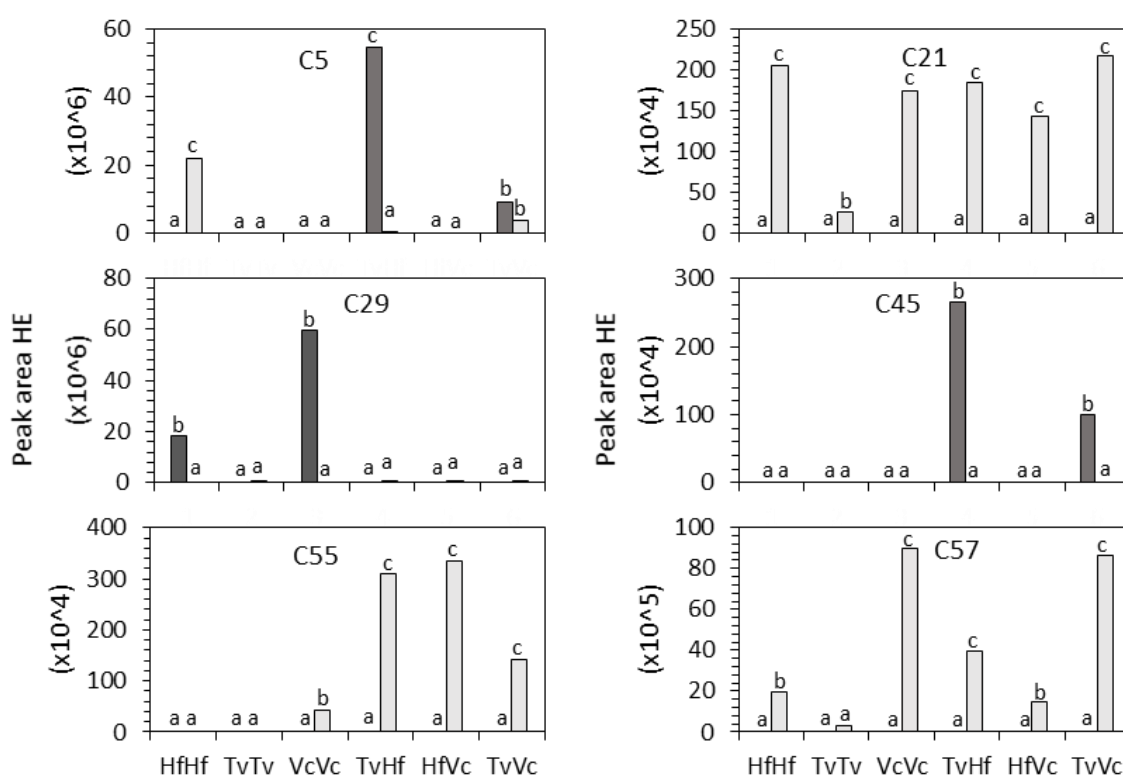 C5
(x10^6)
60
40
20
0
a c a a a a c a a a b b
C21
(x10^4)
250
200
150
100
50
0
a c a b a c a c a c a c
Peak area HE
C29
(x10^6)
80
60
40
20
0
b a a a b a a a a a a a
Peak area HE
C45
(x10^4)
300
200
100
0
a a a a a a b a a a b a
C55
(x10^4)
400
300
200
100
0
a a a a a b a c a c a c
HfHf TvTv VcVc TvHf HfVc TvVc
C57
(x10^5)
100
80
60
40
20
0
a b a a a c a c a b a c
HfHf TvTv VcVc TvHf HfVc TvVc